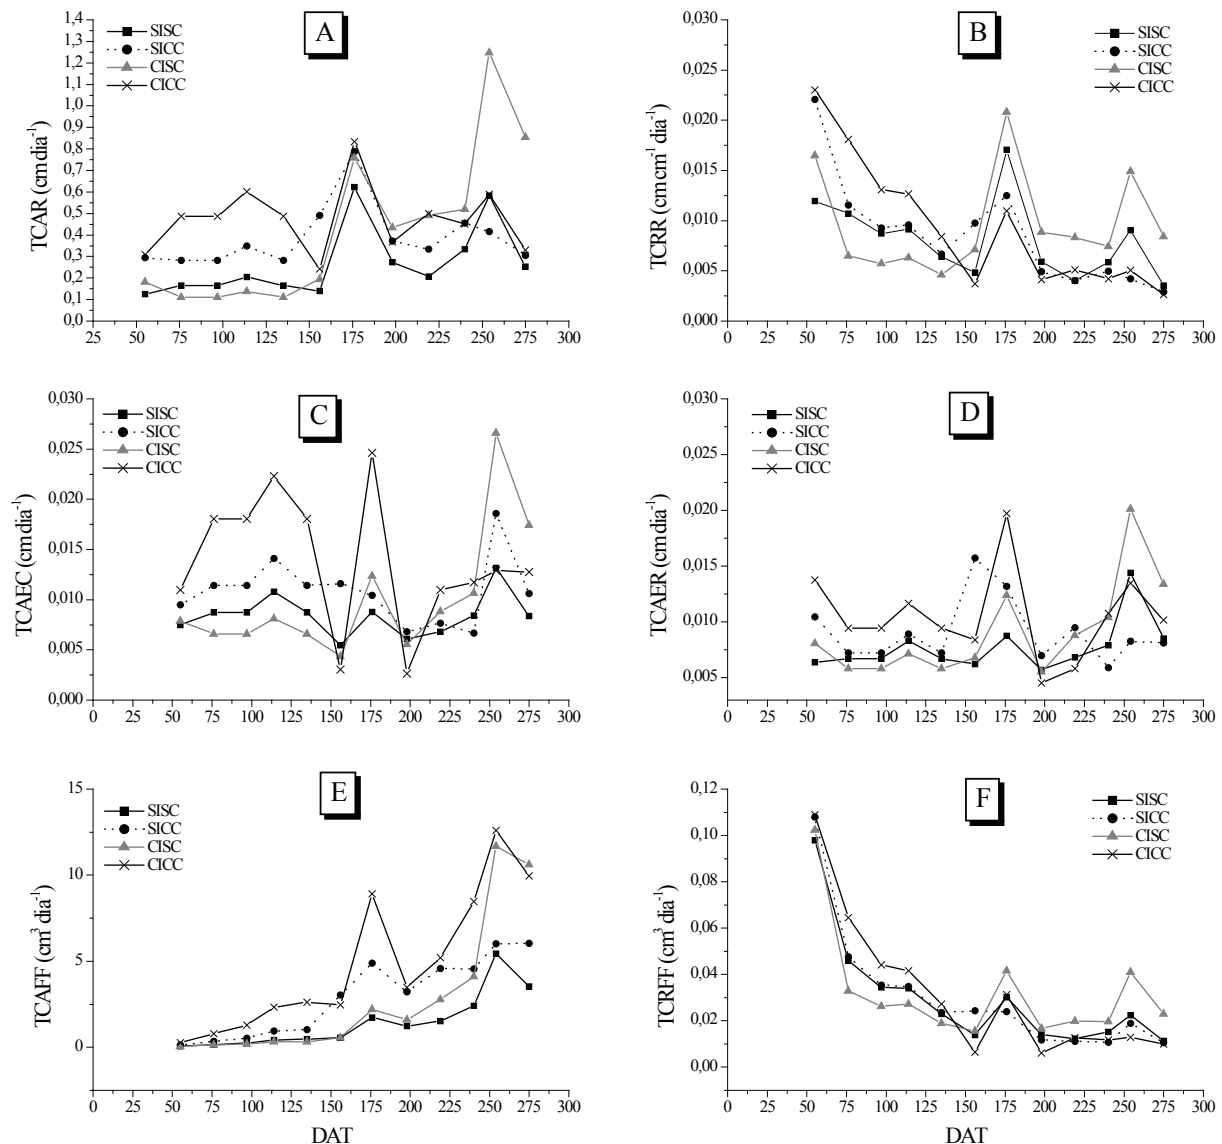 A
SISC
SICC
CISC
CICC
TCAR (cm dia-1)
1,4
1,3
1,2
1,1
1,0
0,9
0,8
0,7
0,6
0,5
0,4
0,3
0,2
0,1
0,0
25 50 75 100 125 150 175 200 225 250 275 300
B
SISC
SICC
CISC
CICC
TCRR (cm cm-1 dia-1)
0,030
0,025
0,020
0,015
0,010
0,005
0,000
0 25 50 75 100 125 150 175 200 225 250 275 300
C
SISC
SICC
CISC
CICC
TCAEC (cm dia-1)
0,030
0,025
0,020
0,015
0,010
0,005
0,000
0 25 50 75 100 125 150 175 200 225 250 275 300
D
SISC
SICC
CISC
CICC
TCAER (cm dia-1)
0,030
0,025
0,020
0,015
0,010
0,005
0 25 50 75 100 125 150 175 200 225 250 275 300
E
SISC
SICC
CISC
CICC
TCAFF (cm3 dia-1)
15
10
5
0
0 25 50 75 100 125 150 175 200 225 250 275 300
DAT
F
SISC
SICC
CISC
CICC
TCRFF (cm3 dia-1)
0,12
0,10
0,08
0,06
0,04
0,02
0,00
0 25 50 75 100 125 150 175 200 225 250 275 300
DAT